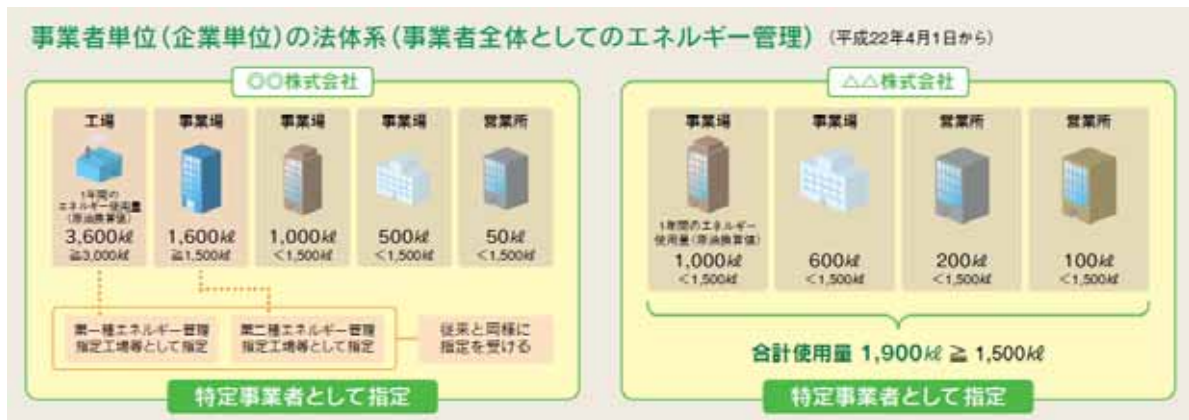 事業者単位(企業単位)の法体系(事業者全体としてのエネルギー管理) (平成22年4月1日から)
◎◎株式会社
工場
1年間の
エネルギー使用量
(原油換算値)
3,600㎘
≧3,000㎘
事業場
1,600㎘
≧1,500㎘
事業場
1,000㎘
<1,500㎘
事業場
500㎘
<1,500㎘
営業所
50㎘
<1,500㎘
第一種エネルギー管理
指定工場等として指定
第二種エネルギー管理
指定工場等として指定
従来と同様に
指定を受ける
特定事業者として指定
△△株式会社
事業場
1年間のエネルギー
使用量(原油換算値)
1,000㎘
<1,500㎘
事業場
600㎘
<1,500㎘
営業所
200㎘
<1,500㎘
営業所
100㎘
<1,500㎘
合計使用量 1,900㎘ ≧ 1,500㎘
特定事業者として指定